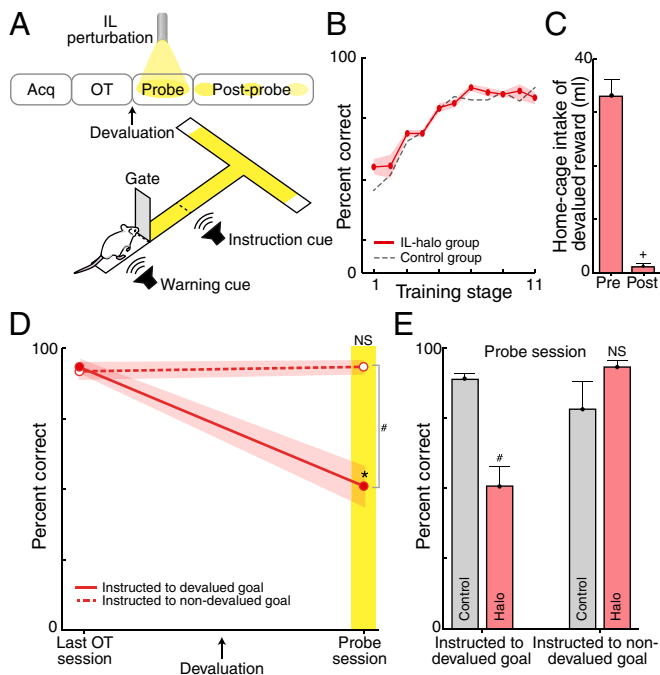 A
IL
perturbation
Acq
OT
Probe
Post-probe
Devaluation
Gate
Instruction cue
Warning cue
B
100
Percent correct
0
IL-halo group
Control group
1
Training stage
11
C
40
Home-cage intake of
devalued reward (ml)
0
+
Pre
Post
D
100
Percent correct
0
NS
#
*
Instructed to devalued goal
Instructed to non-devalued goal
Last OT
session
Devaluation
Probe
session
E
100
Percent correct
0
Probe session
NS
#
Control
Halo
Control
Halo
Instructed to
devalued goal
Instructed to non-
devalued goal